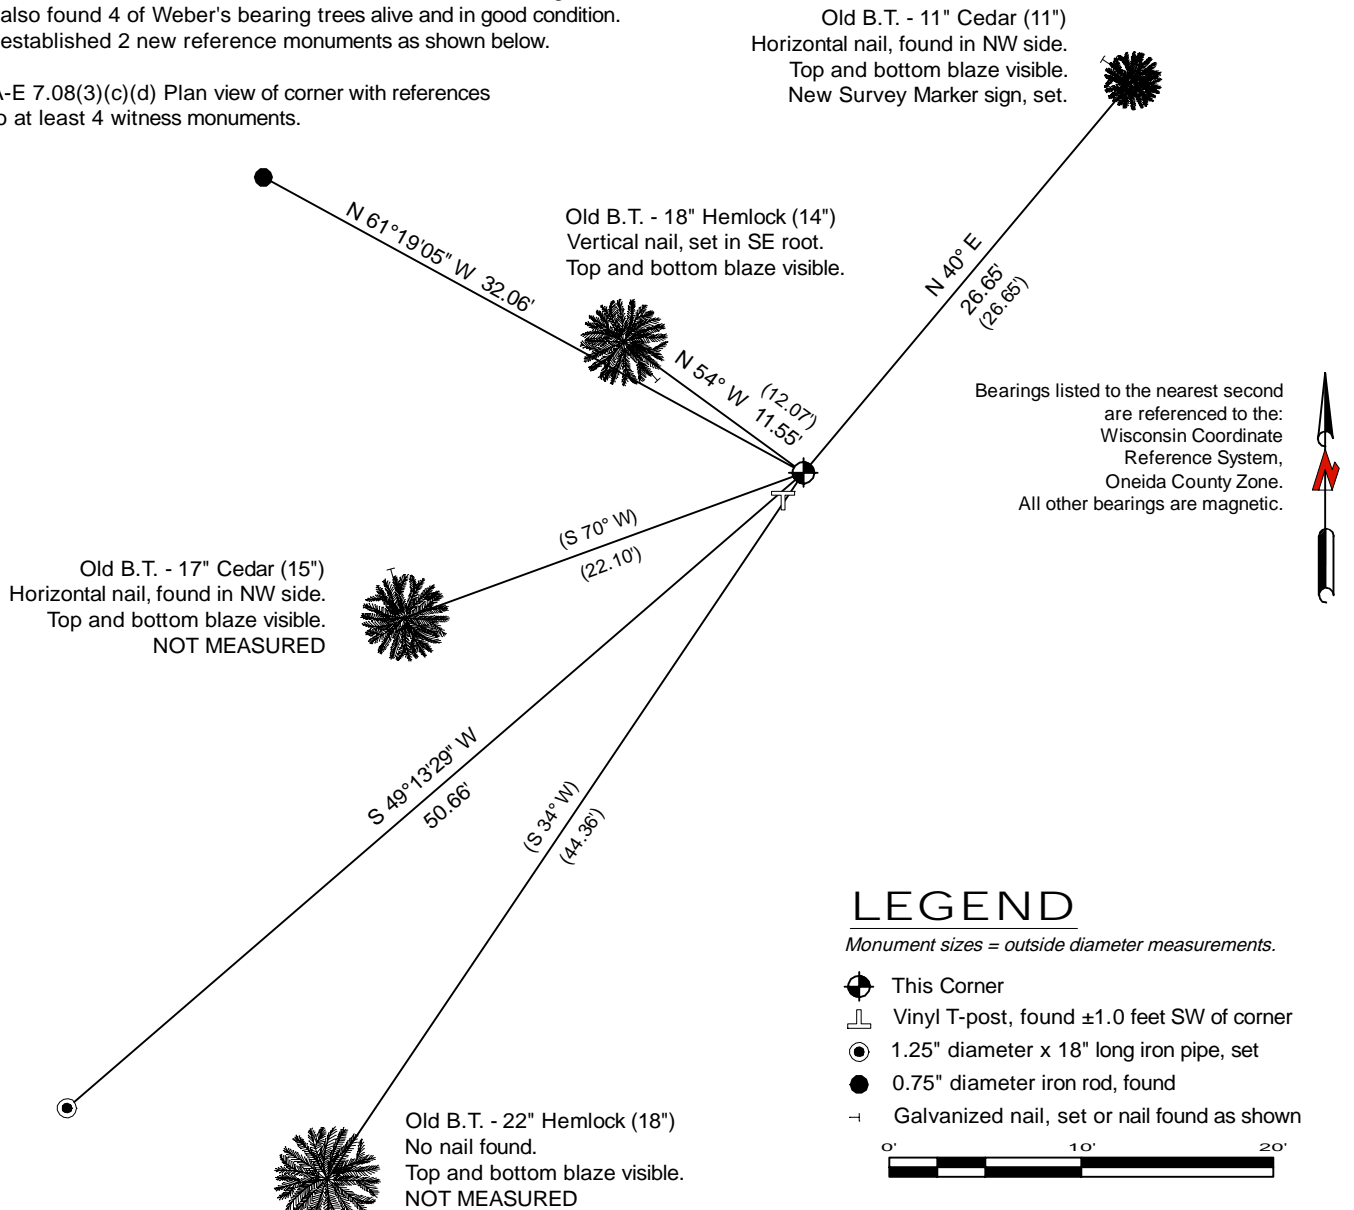 also found 4 of Weber's bearing trees alive and in good condition.
established 2 new reference monuments as shown below.
A-E 7.08(3)(c)(d) Plan view of corner with references
o at least 4 witness monuments.
Old B.T. - 11" Cedar (11")
Horizontal nail, found in NW side.
Top and bottom blaze visible.
New Survey Marker sign, set.
N 61°19'05" W 32.06'
Old B.T. - 18" Hemlock (14")
Vertical nail, set in SE root.
Top and bottom blaze visible.
N 40° E
26.65'
(26.65')
(12.07')
N 54° W 11.55'
Bearings listed to the nearest second
are referenced to the:
Wisconsin Coordinate
Reference System,
Oneida County Zone.
All other bearings are magnetic.
N
(S 70° W)
(22.10')
Old B.T. - 17" Cedar (15")
Horizontal nail, found in NW side.
Top and bottom blaze visible.
NOT MEASURED
S 49°13'29" W
50.66'
(S 34° W)
(44.36')
LEGEND
Monument sizes = outside diameter measurements.
This Corner
Vinyl T-post, found ±1.0 feet SW of corner
1.25" diameter x 18" long iron pipe, set
0.75" diameter iron rod, found
Galvanized nail, set or nail found as shown
0' 10' 20'
Old B.T. - 22" Hemlock (18")
No nail found.
Top and bottom blaze visible.
NOT MEASURED